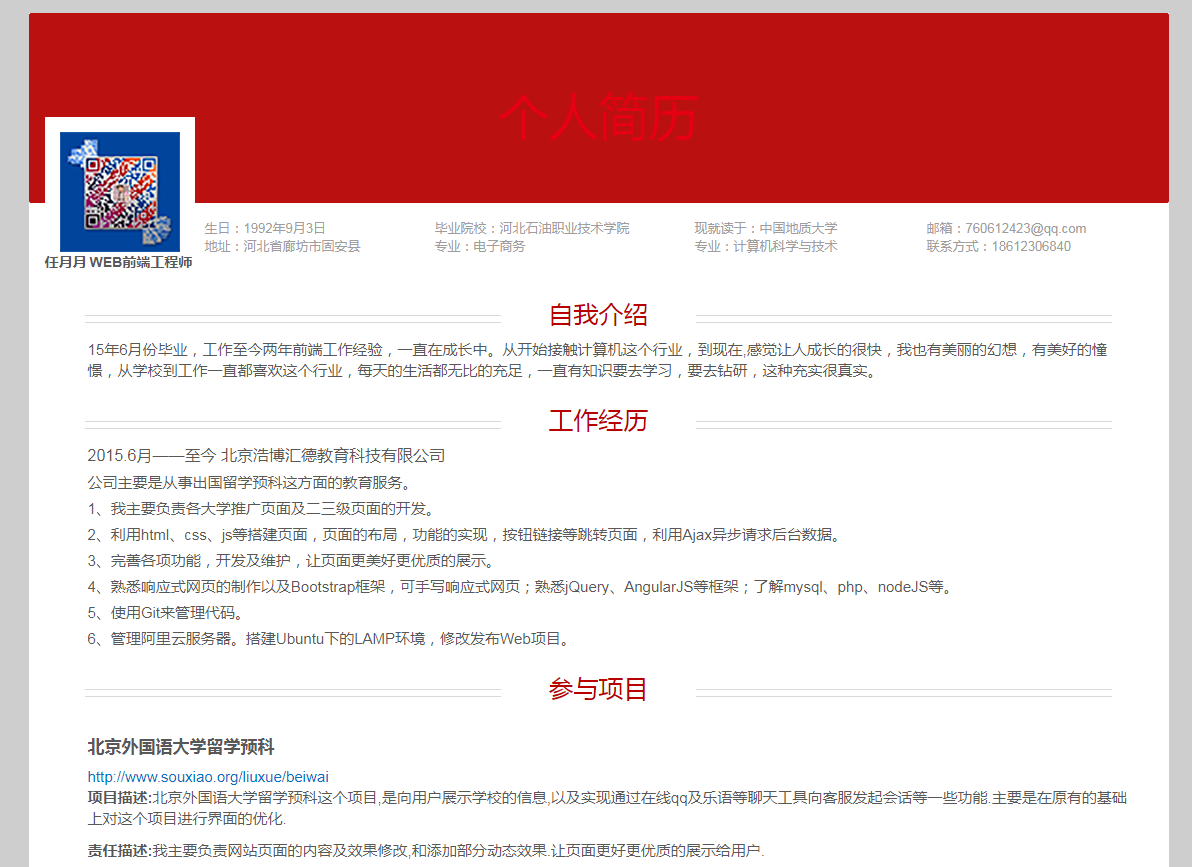 个人简历
生日：1992年9月3日
地址：河北省廊坊市固安县
毕业院校：河北石油职业技术学院
专业：电子商务
现就读于：中国地质大学
专业：计算机科学与技术
邮箱：760612423@qq.com
联系方式：18612306840
任月月 WEB前端工程师
自我介绍
15年6月份毕业，工作至今两年前端工作经验，一直在成长中。从开始接触计算机这个行业，到现在,感觉让人成长的很快，我也有美丽的幻想，有美好的憧
憬，从学校到工作一直都喜欢这个行业，每天的生活都无比的充足，一直有知识要去学习，要去钻研，这种充实很真实。
工作经历
2015.6月——至今 北京浩博汇德教育科技有限公司
公司主要是从事出国留学预科这方面的教育服务。
1、我主要负责各大学推广页面及二三级页面的开发。
2、利用html、css、js等搭建页面，页面的布局，功能的实现，按钮链接等跳转页面，利用Ajax异步请求后台数据。
3、完善各项功能，开发及维护，让页面更美好更优质的展示。
4、熟悉响应式网页的制作以及Bootstrap框架，可手写响应式网页；熟悉jQuery、AngularJS等框架；了解mysql、php、nodeJS等。
5、使用Git来管理代码。
6、管理阿里云服务器。搭建Ubuntu下的LAMP环境，修改发布Web项目。
参与项目
北京外国语大学留学预科
http://www.souxiao.org/liuxue/beiwai
项目描述:北京外国语大学留学预科这个项目,是向用户展示学校的信息,以及实现通过在线qq及乐语等聊天工具向客服发起会话等一些功能.主要是在原有的基础
上对这个项目进行界面的优化.
责任描述:我主要负责网站页面的内容及效果修改,和添加部分动态效果.让页面更好更优质的展示给用户.